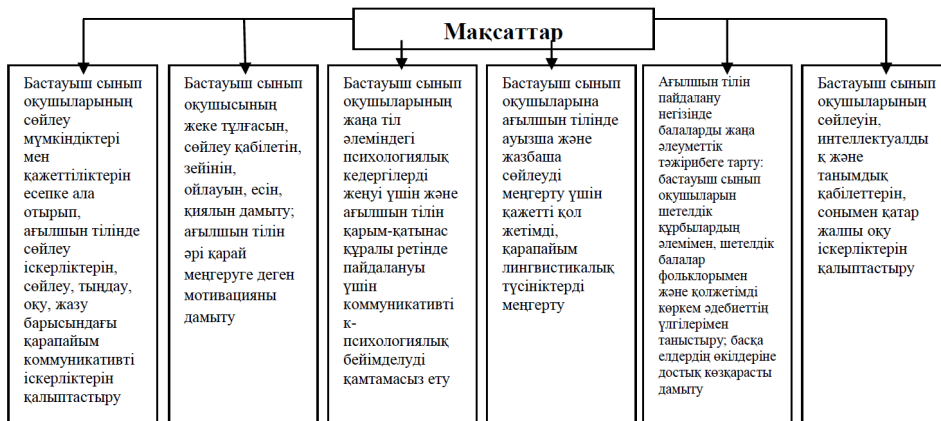 Мақсаттар
Бастауыш сынып
оқушыларының
сөйлеу
мүмкіндіктері
мен
қажеттіліктерін
есепке ала
отырып,
ағылшын тілінде
сөйлеу
іскерліктерін,
сөйлеу, тыңдау,
оқу, жазу
барысындағы
қарапайым
коммуникативті
іскерліктерін
қалыптастыру
Бастауыш сынып
оқушысының
жеке тұлғасын,
сөйлеу қабілетін,
зейінін,
ойлауын, есін,
қиялын дамыту;
ағылшын тілін
әрі қарай
меңгеруге деген
мотивацияны
дамыту
Бастауыш сынып
оқушыларының
жаңа тіл
әлеміндегі
психологиялық
кедергілерді
жеңуі үшін және
ағылшын тілін
қарым-қатынас
құралы ретінде
пайдалануы
үшін
коммуникативті
к-
психологиялық
бейімделуді
қамтамасыз ету
Бастауыш сынып
оқушыларына
ағылшын тілінде
ауызша және
жазбаша
сөйлеуді
меңгерту үшін
қажетті қол
жетімді,
қарапайым
лингвистикалық
түсініктерді
меңгерту
Ағылшын тілін
пайдалану
негізінде
балаларды жаңа
әлеуметтік
тәжірибеге тарту:
бастауыш сынып
оқушыларын
шетелдік
құрбылардың
әлемімен, шетелдік
балалар
фольклорымен
және қолжетімді
көркем әдебиеттің
үлгілерімен
таныстыру; басқа
елдердің өкілдеріне
достық көзқарасты
дамыту
Бастауыш сынып
оқушыларының
сөйлеуін,
интеллектуалды
қ және
танымдық
қабілеттерін,
сонымен қатар
жалпы оқу
іскерліктерін
қалыптастыру